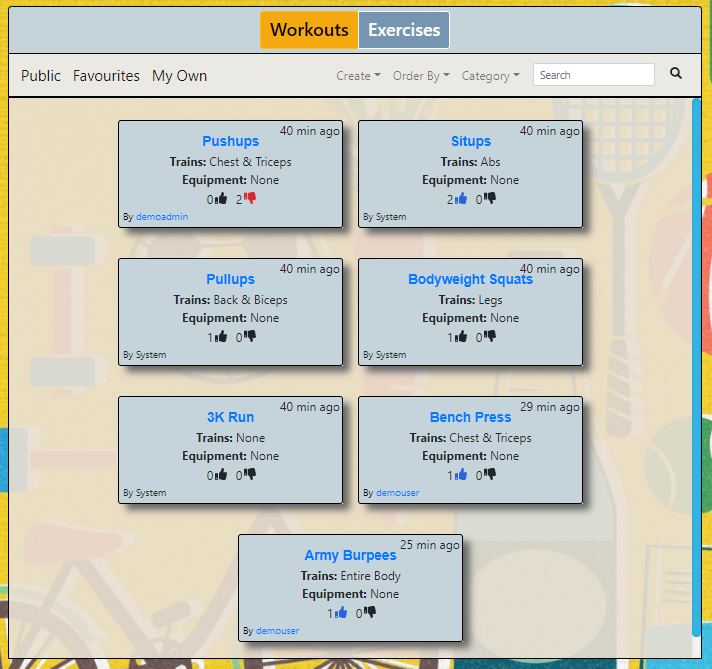 Workouts Exercises
Public Favourites My Own Create Order By Category Search
40 min ago
Pushups
Trains: Chest & Triceps
Equipment: None
0 2
By demoadmin
40 min ago
Situps
Trains: Abs
Equipment: None
2 0
By System
40 min ago
Pullups
Trains: Back & Biceps
Equipment: None
1 0
By System
40 min ago
Bodyweight Squats
Trains: Legs
Equipment: None
1 0
By System
40 min ago
3K Run
Trains: None
Equipment: None
0 0
By System
29 min ago
Bench Press
Trains: Chest & Triceps
Equipment: None
1 0
By demouser
25 min ago
Army Burpees
Trains: Entire Body
Equipment: None
1 0
By demouser